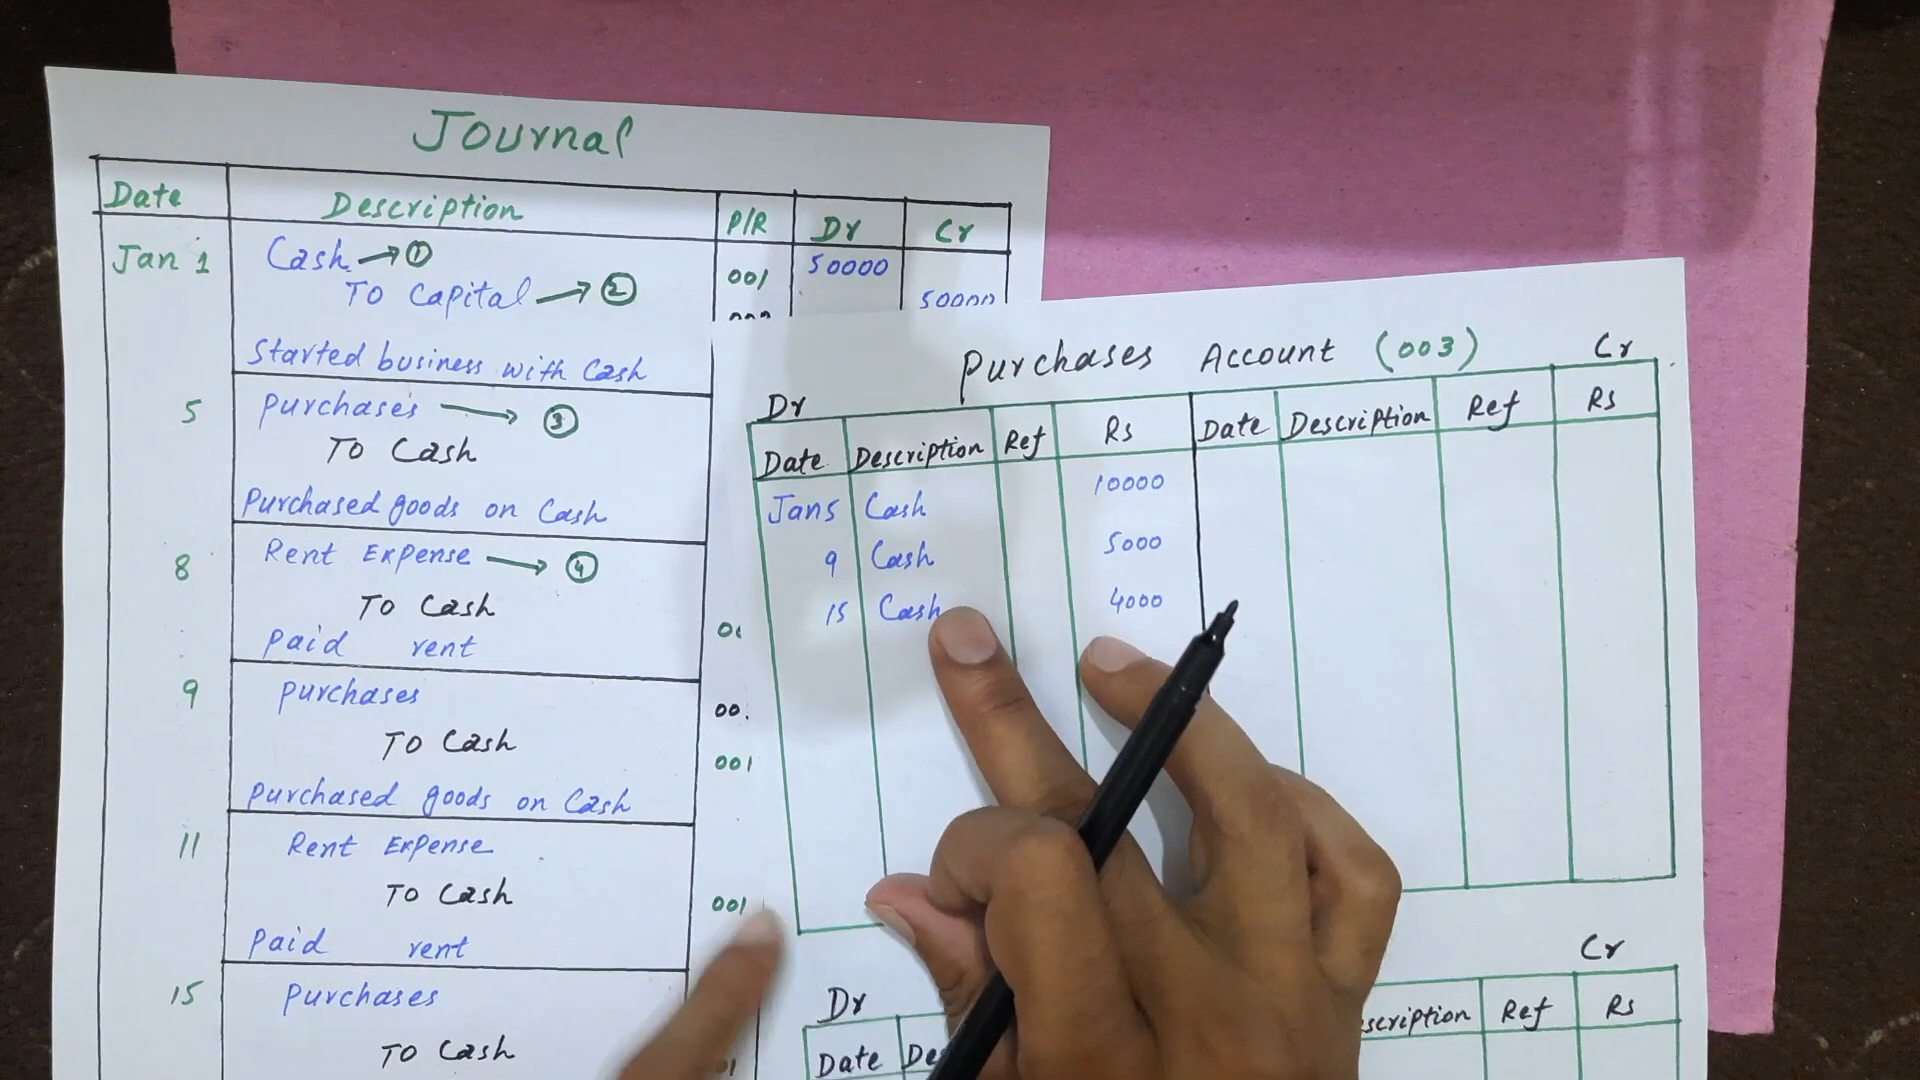 Journal
Date Description P/R Dr Cr
Jan 1 Cash → ① 001 50000
To Capital → ② 50000
Started business with Cash
5 Purchases → ③
To Cash
Purchased goods on Cash
8 Rent Expense → ④
To Cash
Paid rent
9 Purchases
To Cash 001
Purchased goods on Cash
11 Rent Expense
To Cash 001
Paid rent
15 Purchases
To Cash
Purchases Account (003)
Dr Cr
Date Description Ref Rs Date Description Ref Rs
Jan 5 Cash 10000
9 Cash 5000
15 Cash 4000
Dr Cr
Date Ref Rs